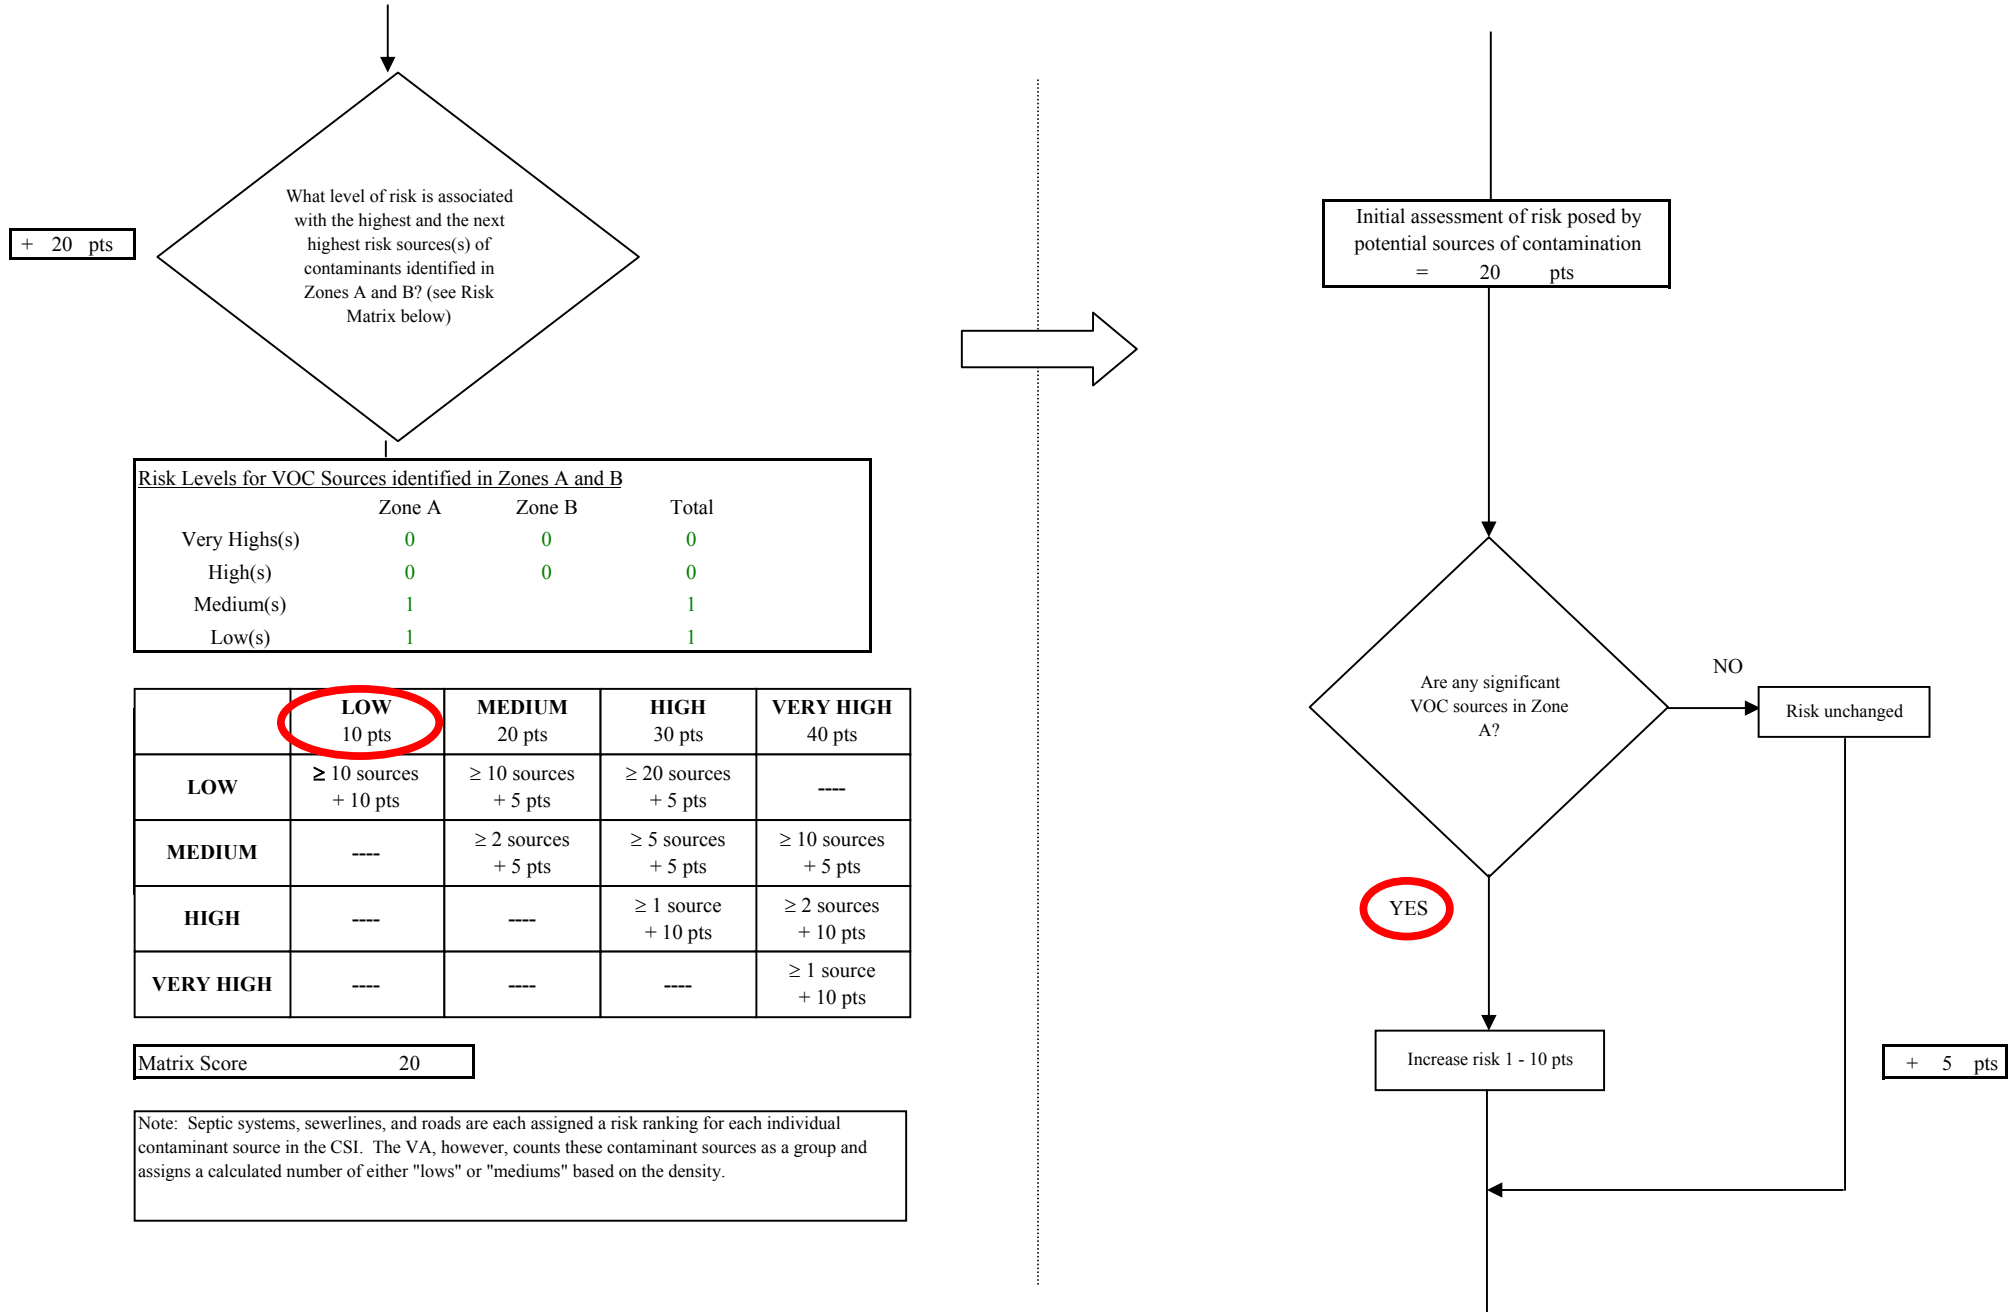 What level of risk is associated
with the highest and the next
highest risk sources(s) of
contaminants identified in
Zones A and B? (see Risk
Matrix below)
+ 20 pts
Risk Levels for VOC Sources identified in Zones A and B
Zone A Zone B Total
Very Highs(s) 0 0 0
High(s) 0 0 0
Medium(s) 1 1
Low(s) 1 1
LOW MEDIUM HIGH VERY HIGH
10 pts 20 pts 30 pts 40 pts
LOW ≥ 10 sources ≥ 10 sources ≥ 20 sources ----
+ 10 pts + 5 pts + 5 pts
MEDIUM ---- ≥ 2 sources ≥ 5 sources ≥ 10 sources
+ 5 pts + 5 pts + 5 pts
HIGH ---- ---- ≥ 1 source ≥ 2 sources
+ 10 pts + 10 pts
VERY HIGH ---- ---- ---- ≥ 1 source
+ 10 pts
Matrix Score 20
Note: Septic systems, sewerlines, and roads are each assigned a risk ranking for each individual
contaminant source in the CSI. The VA, however, counts these contaminant sources as a group and
assigns a calculated number of either "lows" or "mediums" based on the density.
Initial assessment of risk posed by
potential sources of contamination
= 20 pts
Are any significant
VOC sources in Zone
A?
NO
Risk unchanged
YES
Increase risk 1 - 10 pts
+ 5 pts